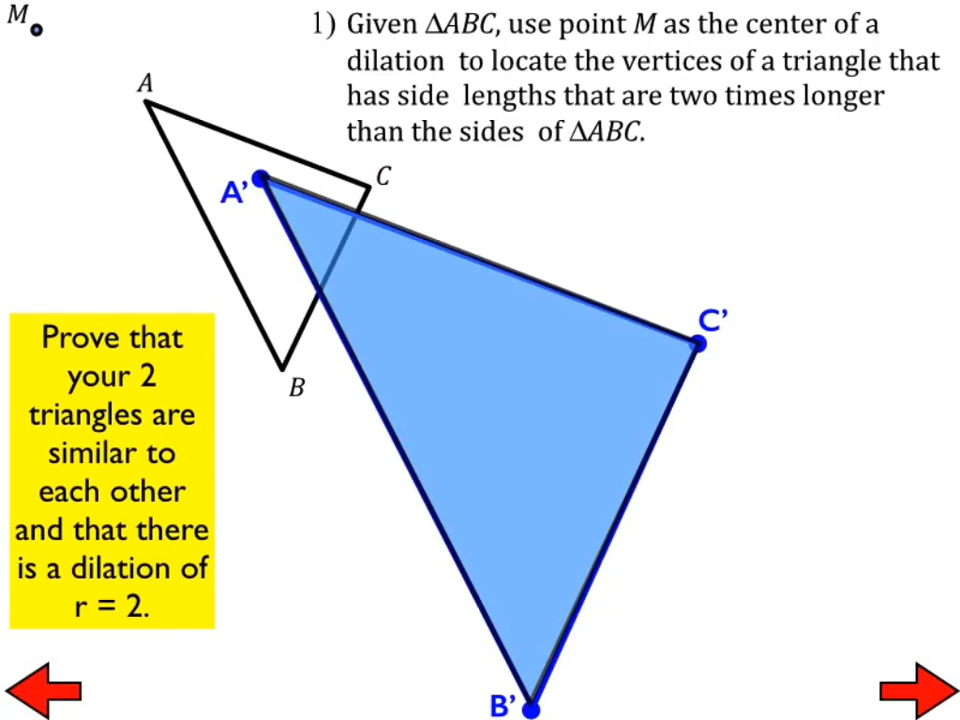 M
1) Given ΔABC, use point M as the center of a
dilation to locate the vertices of a triangle that
has side lengths that are two times longer
than the sides of ΔABC.
A
C
A’
C’
Prove that
your 2
triangles are
similar to
each other
and that there
is a dilation of
r = 2.
B
B’